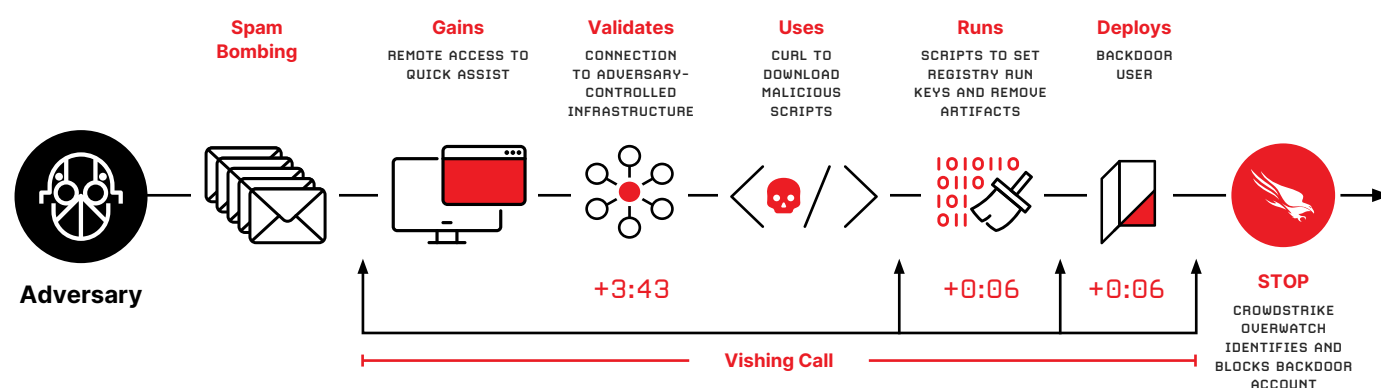 Spam
Bombing
Gains
REMOTE ACCESS TO
QUICK ASSIST
Validates
CONNECTION
TO ADVERSARY-
CONTROLLED
INFRASTRUCTURE
Uses
CURL TO
DOWNLOAD
MALICIOUS
SCRIPTS
Runs
SCRIPTS TO SET
REGISTRY RUN
KEYS AND REMOVE
ARTIFACTS
Deploys
BACKDOOR
USER
1010110
0110
101
011
Adversary
+3:43
+0:06
+0:06
STOP
CROWDSTRIKE
OVERWATCH
IDENTIFIES AND
BLOCKS BACKDOOR
ACCOUNT
Vishing Call